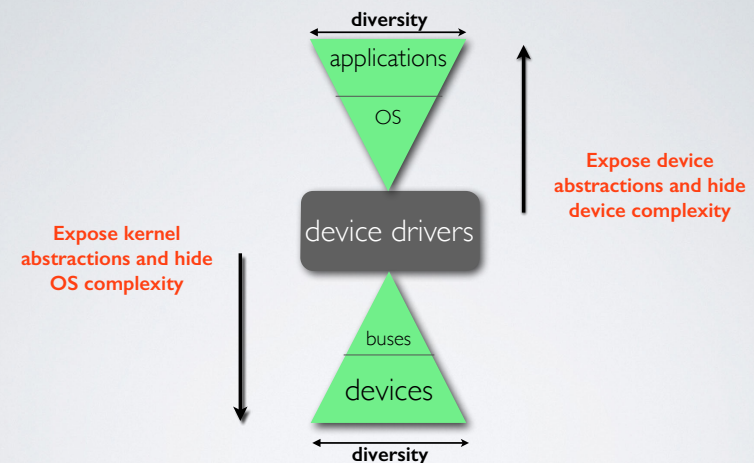 diversity
applications
OS
Expose device
abstractions and hide
device complexity
device drivers
Expose kernel
abstractions and hide
OS complexity
buses
devices
diversity